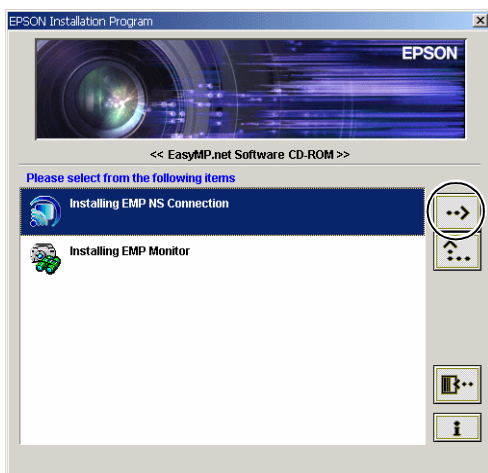 EPSON Installation Program
EPSON
<< EasyMP.net Software CD-ROM >>
Please select from the following items
Installing EMP NS Connection
Installing EMP Monitor